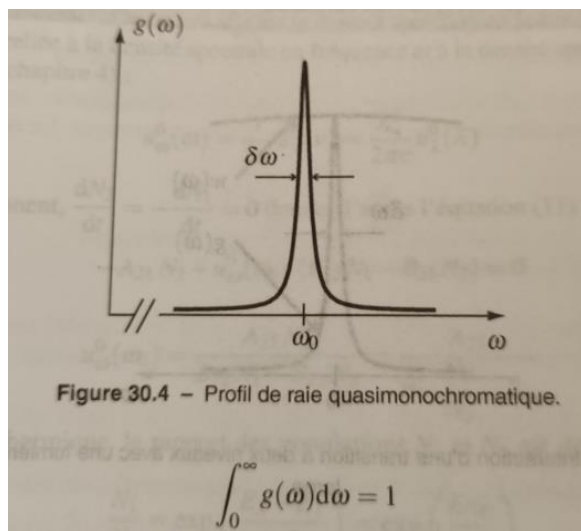 g(ω)
δω
ω₀
ω
Figure 30.4 – Profil de raie quasimonochromatique.
∫₀^∞ g(ω)dω = 1